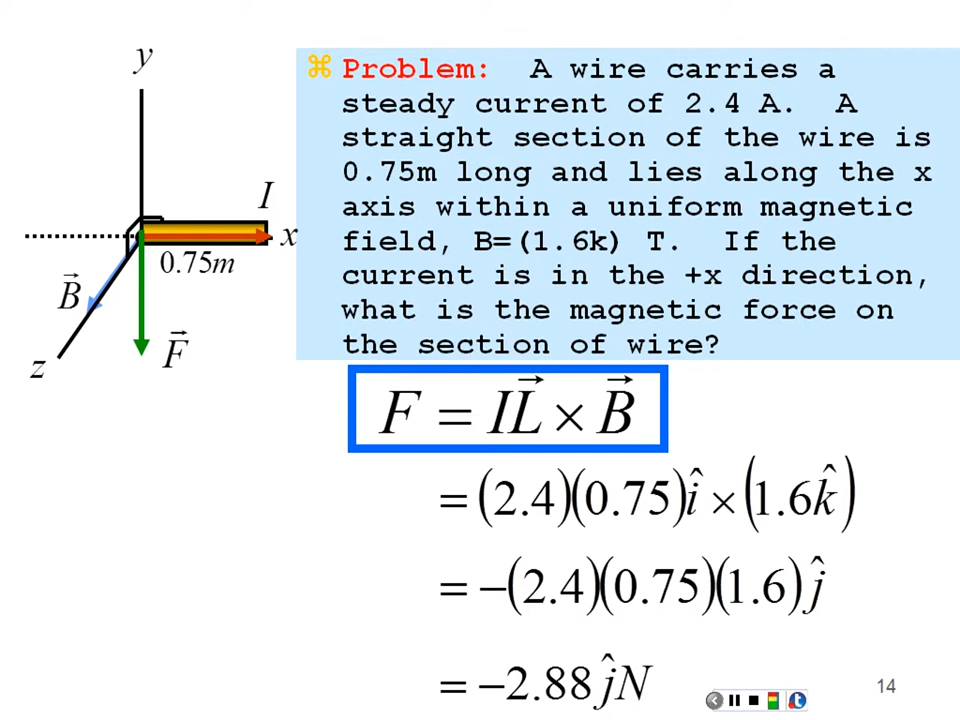 y
I
x
0.75m
B
F
z
Problem: A wire carries a
steady current of 2.4 A. A
straight section of the wire is
0.75m long and lies along the x
axis within a uniform magnetic
field, B=(1.6k) T. If the
current is in the +x direction,
what is the magnetic force on
the section of wire?
F = IL⃗ × B⃗
= (2.4)(0.75)î × (1.6k̂)
= −(2.4)(0.75)(1.6)ĵ
= −2.88ĵN
14